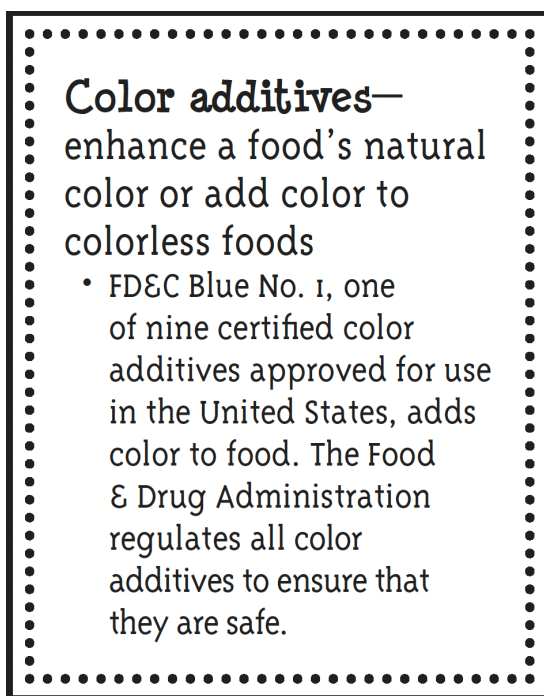 Color additives—
enhance a food's natural
color or add color to
colorless foods
• FD&C Blue No. 1, one
of nine certified color
additives approved for use
in the United States, adds
color to food. The Food
& Drug Administration
regulates all color
additives to ensure that
they are safe.